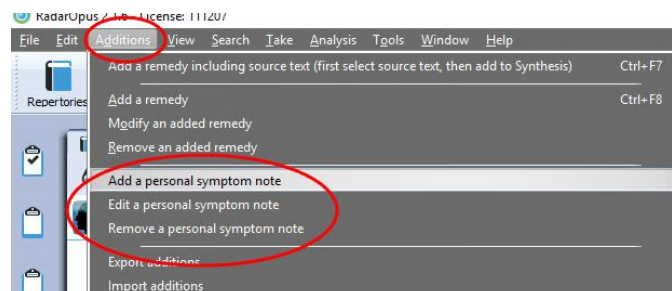 RadarOpus 2.1.6 - License: 111207
File Edit Additions View Search Take Analysis Tools Window Help
Add a remedy including source text (first select source text, then add to Synthesis) Ctrl+F7
Repertories
Add a remedy Ctrl+F8
Modify an added remedy
Remove an added remedy
Add a personal symptom note
Edit a personal symptom note
Remove a personal symptom note
Export additions
Import additions